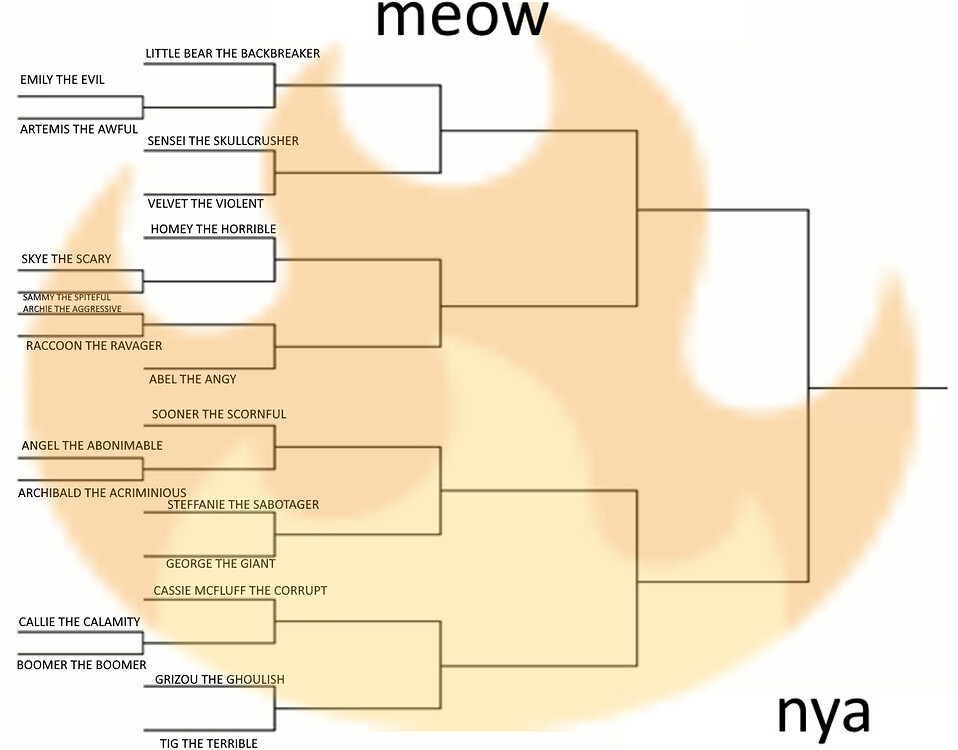 meow
LITTLE BEAR THE BACKBREAKER
EMILY THE EVIL
ARTEMIS THE AWFUL
SENSEI THE SKULLCRUSHER
VELVET THE VIOLENT
HOMEY THE HORRIBLE
SKYE THE SCARY
SAMMY THE SPITEFUL
ARCHIE THE AGGRESSIVE
RACCOON THE RAVAGER
ABEL THE ANGY
SOONER THE SCORNFUL
ANGEL THE ABONIMABLE
ARCHIBALD THE ACRIMINIOUS
STEFFANIE THE SABOTAGER
GEORGE THE GIANT
CASSIE MCFLUFF THE CORRUPT
CALLIE THE CALAMITY
BOOMER THE BOOMER
GRIZOU THE GHOULISH
TIG THE TERRIBLE
nya